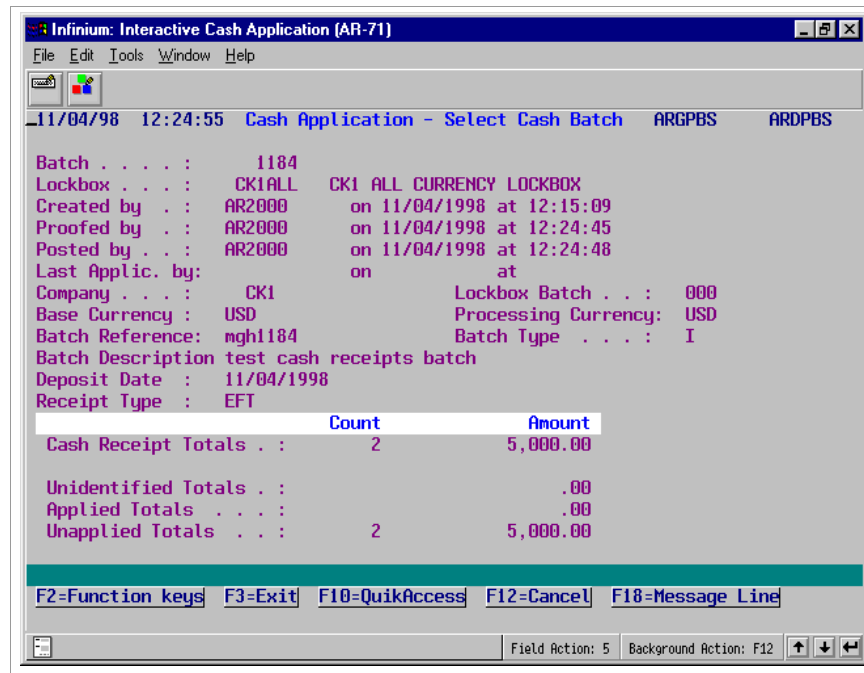 Infinium: Interactive Cash Application (AR-71)
File Edit Tools Window Help
11/04/98 12:24:55 Cash Application - Select Cash Batch ARGPBS ARDPBS
Batch . . . . : 1184
Lockbox . . . : CK1ALL CK1 ALL CURRENCY LOCKBOX
Created by . : AR2000 on 11/04/1998 at 12:15:09
Proofed by . : AR2000 on 11/04/1998 at 12:24:45
Posted by . . : AR2000 on 11/04/1998 at 12:24:48
Last Applic. by: on at
Company . . . : CK1 Lockbox Batch . . : 000
Base Currency : USD Processing Currency: USD
Batch Reference: mgh1184 Batch Type . . . : I
Batch Description test cash receipts batch
Deposit Date : 11/04/1998
Receipt Type : EFT
Count Amount
Cash Receipt Totals . : 2 5,000.00
Unidentified Totals . : .00
Applied Totals . . . : .00
Unapplied Totals . . : 2 5,000.00
F2=Function keys F3=Exit F10=QuikAccess F12=Cancel F18=Message Line
Field Action: 5 Background Action: F12